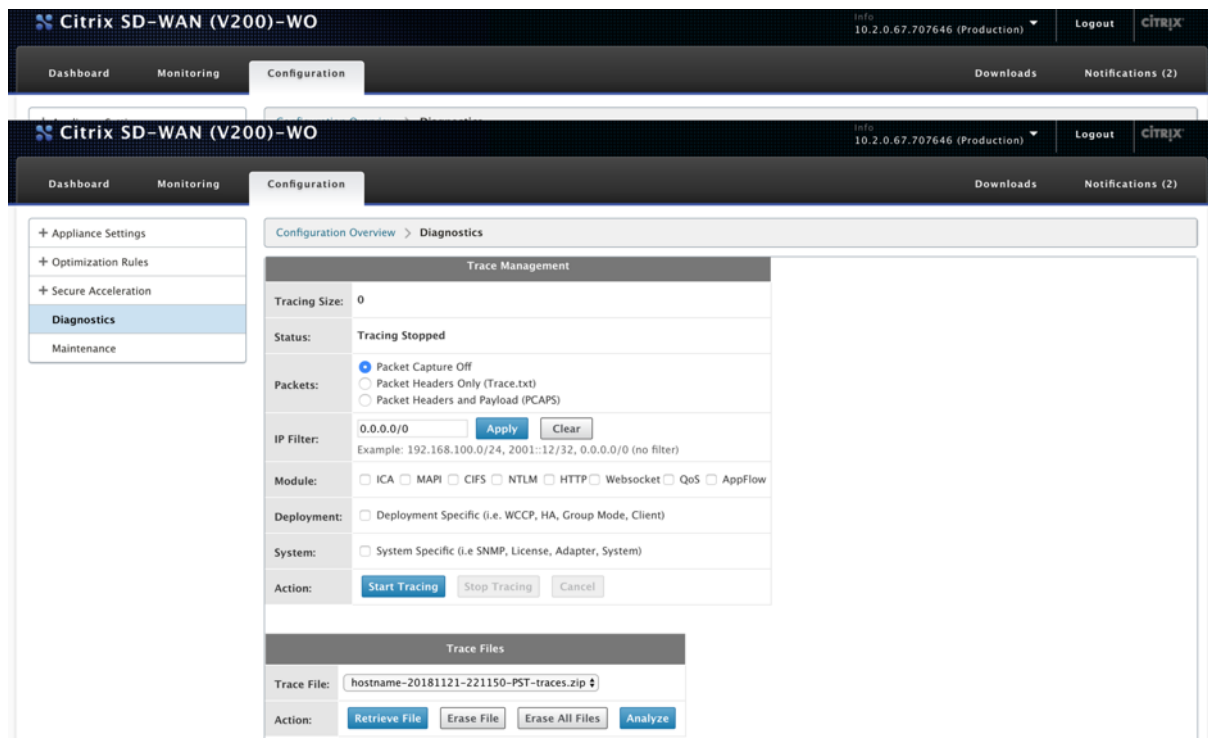 Citrix SD-WAN (V200)-WO
Info
10.2.0.67.707646 (Production)
Logout
CITRIX
Dashboard Monitoring Configuration Downloads Notifications (2)
Citrix SD-WAN (V200)-WO
Info
10.2.0.67.707646 (Production)
Logout
CITRIX
Dashboard Monitoring Configuration Downloads Notifications (2)
+ Appliance Settings
+ Optimization Rules
+ Secure Acceleration
Diagnostics
Maintenance
Configuration Overview > Diagnostics
Trace Management
Tracing Size: 0
Status: Tracing Stopped
Packets:
Packet Capture Off
Packet Headers Only (Trace.txt)
Packet Headers and Payload (PCAPS)
IP Filter: 0.0.0.0/0 Apply Clear
Example: 192.168.100.0/24, 2001::12/32, 0.0.0.0/0 (no filter)
Module: ICA MAPI CIFS NTLM HTTP Websocket QoS AppFlow
Deployment: Deployment Specific (i.e. WCCP, HA, Group Mode, Client)
System: System Specific (i.e SNMP, License, Adapter, System)
Action: Start Tracing Stop Tracing Cancel
Trace Files
Trace File: hostname-20181121-221150-PST-traces.zip
Action: Retrieve File Erase File Erase All Files Analyze